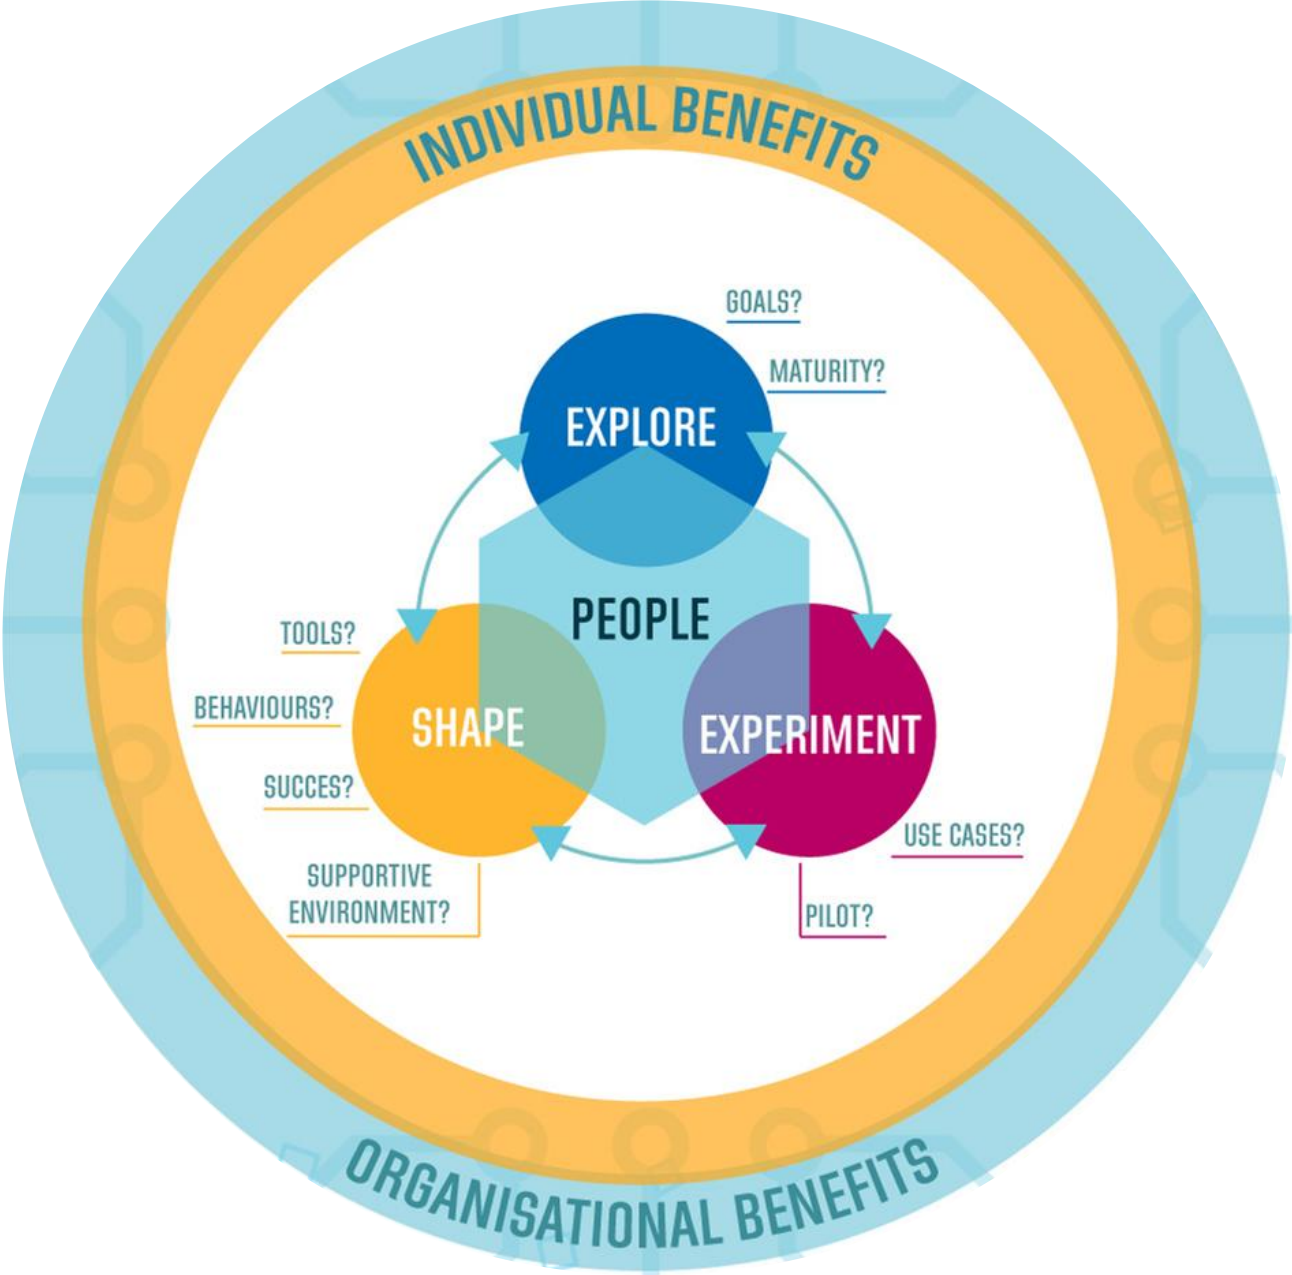 INDIVIDUAL BENEFITS
GOALS?
MATURITY?
EXPLORE
PEOPLE
TOOLS?
BEHAVIOURS?
SHAPE
EXPERIMENT
SUCCES?
USE CASES?
SUPPORTIVE
ENVIRONMENT?
PILOT?
ORGANISATIONAL BENEFITS